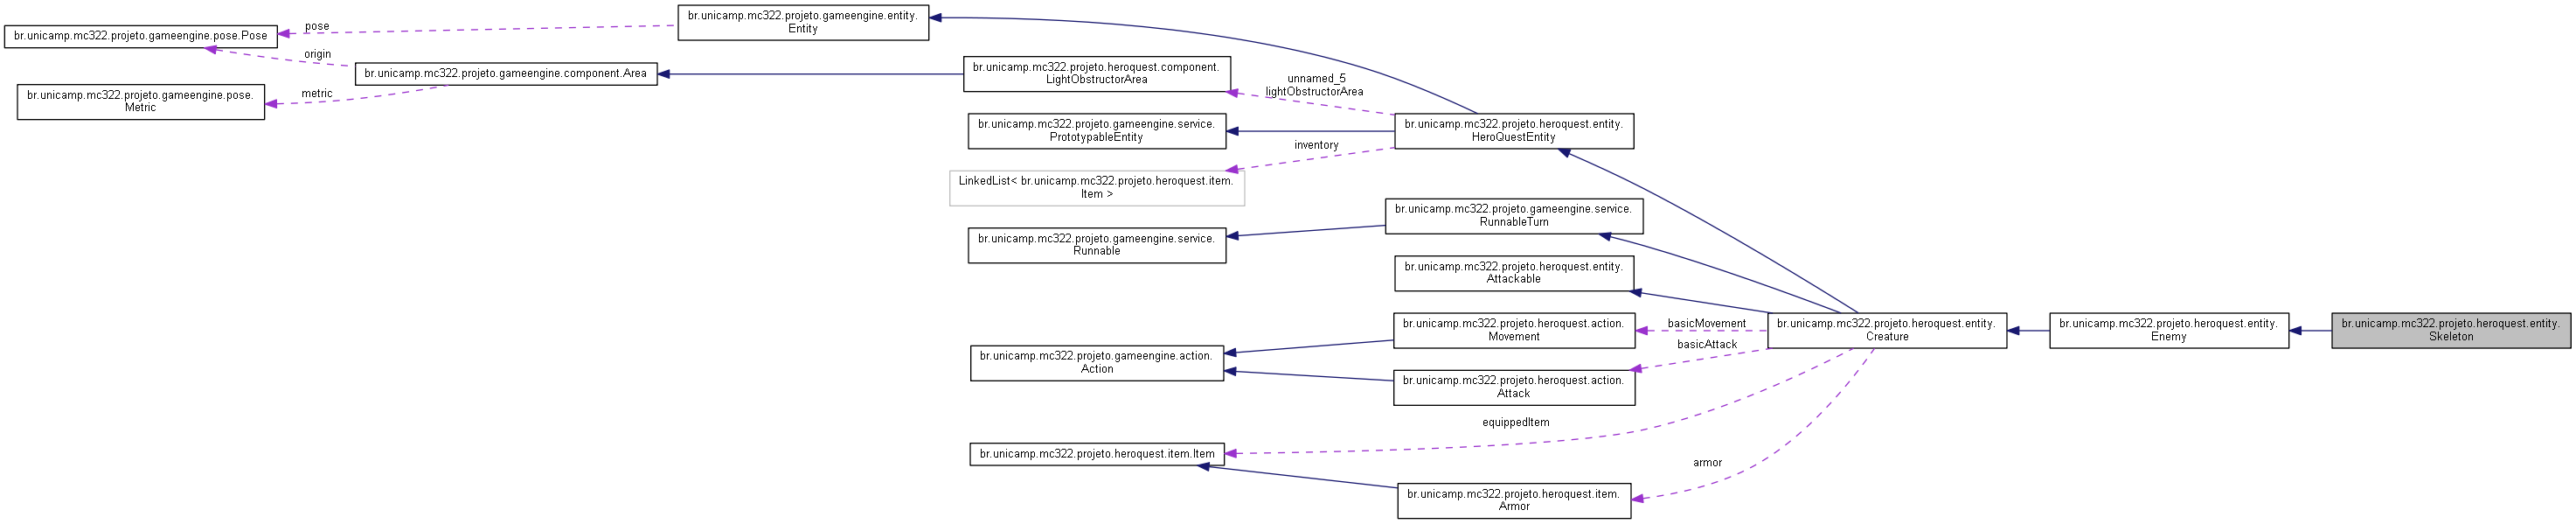 br.unicamp.mc322.projeto.gameengine.entity.
Entity
pose
br.unicamp.mc322.projeto.gameengine.pose.Pose
origin
br.unicamp.mc322.projeto.gameengine.component.Area
br.unicamp.mc322.projeto.heroquest.component.
LightObstructorArea
unnamed_5
lightObstructorArea
br.unicamp.mc322.projeto.gameengine.pose.
Metric
metric
br.unicamp.mc322.projeto.gameengine.service.
PrototypableEntity
br.unicamp.mc322.projeto.heroquest.entity.
HeroQuestEntity
inventory
LinkedList< br.unicamp.mc322.projeto.heroquest.item.
Item >
br.unicamp.mc322.projeto.gameengine.service.
RunnableTurn
br.unicamp.mc322.projeto.gameengine.service.
Runnable
br.unicamp.mc322.projeto.heroquest.entity.
Attackable
br.unicamp.mc322.projeto.heroquest.action.
Movement
basicMovement
br.unicamp.mc322.projeto.heroquest.entity.
Creature
br.unicamp.mc322.projeto.heroquest.entity.
Enemy
br.unicamp.mc322.projeto.heroquest.entity.
Skeleton
basicAttack
br.unicamp.mc322.projeto.gameengine.action.
Action
br.unicamp.mc322.projeto.heroquest.action.
Attack
equippedItem
br.unicamp.mc322.projeto.heroquest.item.Item
armor
br.unicamp.mc322.projeto.heroquest.item.
Armor